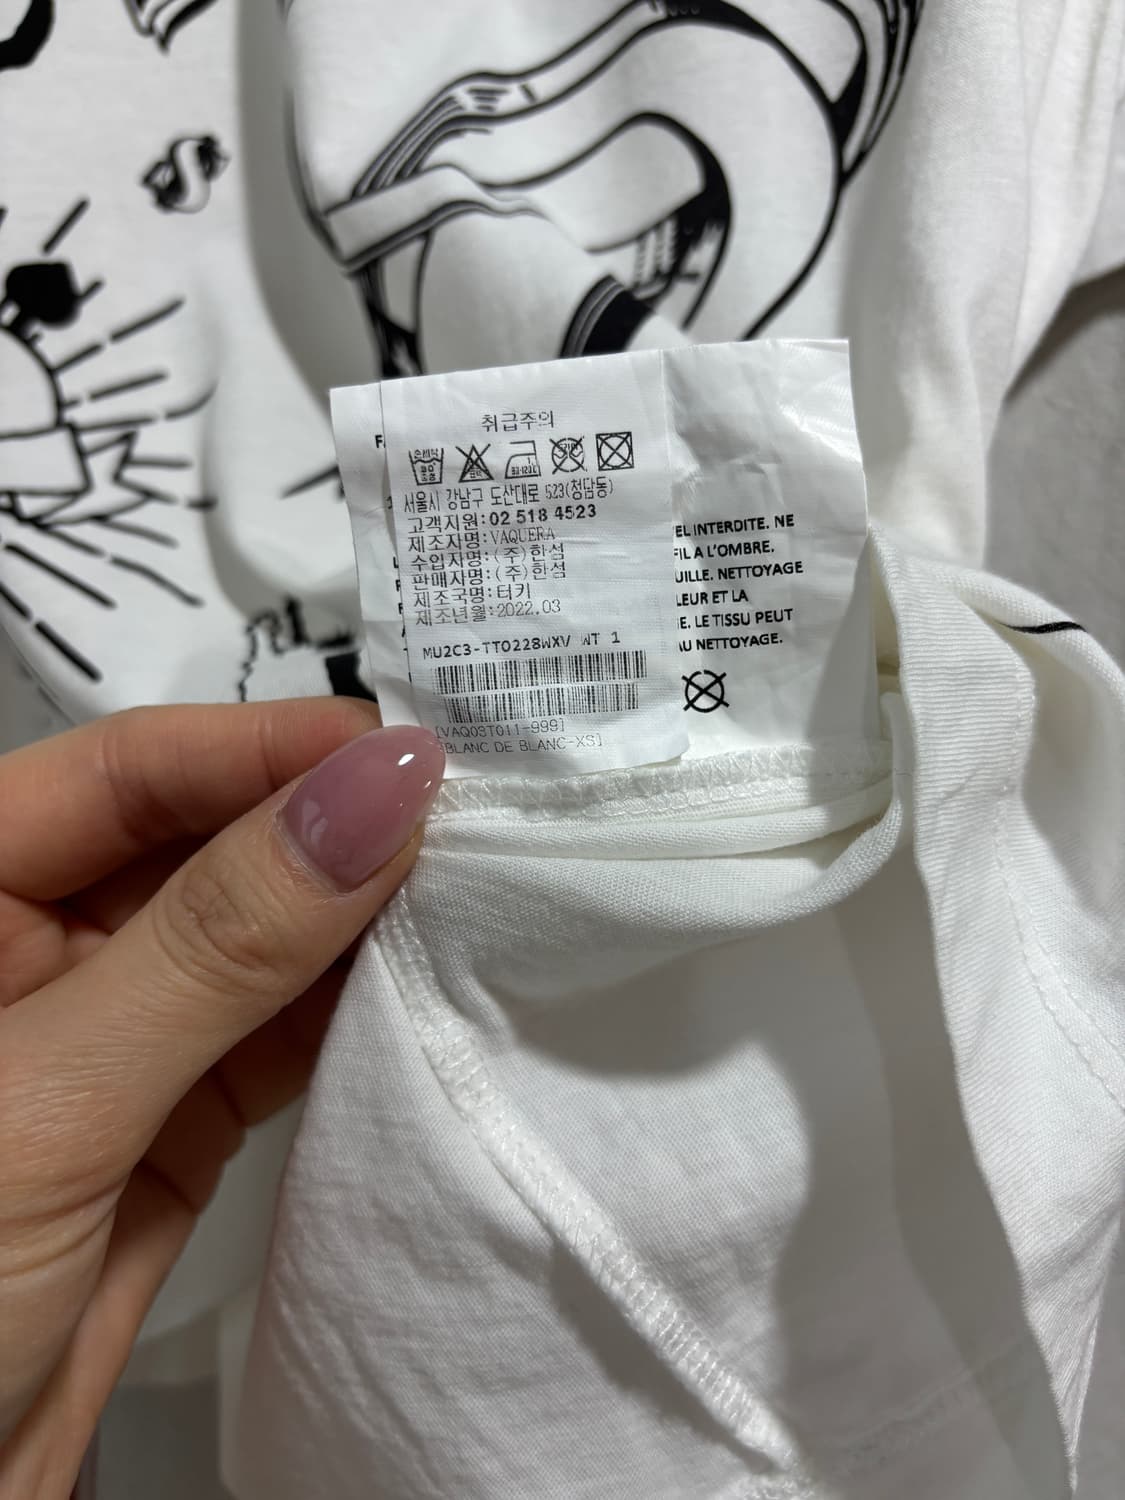 취급주의
서울시 강남구 도산대로 523(청담동)
고객지원:02 518 4523
제조자명:VAQUERA
수입자명:(주)한섬
판매자명:(주)한섬
제조국명:터키
제조년월:2022.03
MU2C3-TT0228WXV WT 1
[VAQ03T011-999]
BLANC DE BLANC-XS]
EL INTERDITE. NE
FIL A L'OMBRE.
UILLE. NETTOYAGE
LEUR ET LA
E. LE TISSU PEUT
AU NETTOYAGE.